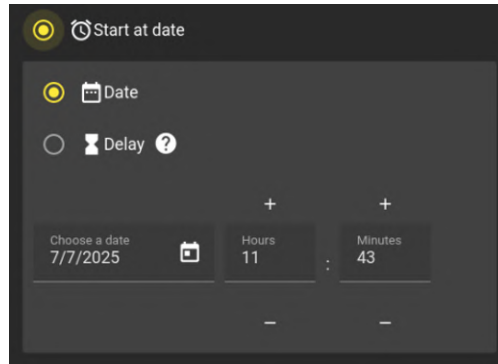 Start at date
Date
Delay ?
+ +
Choose a date Hours Minutes
7/7/2025 11 : 43
− −